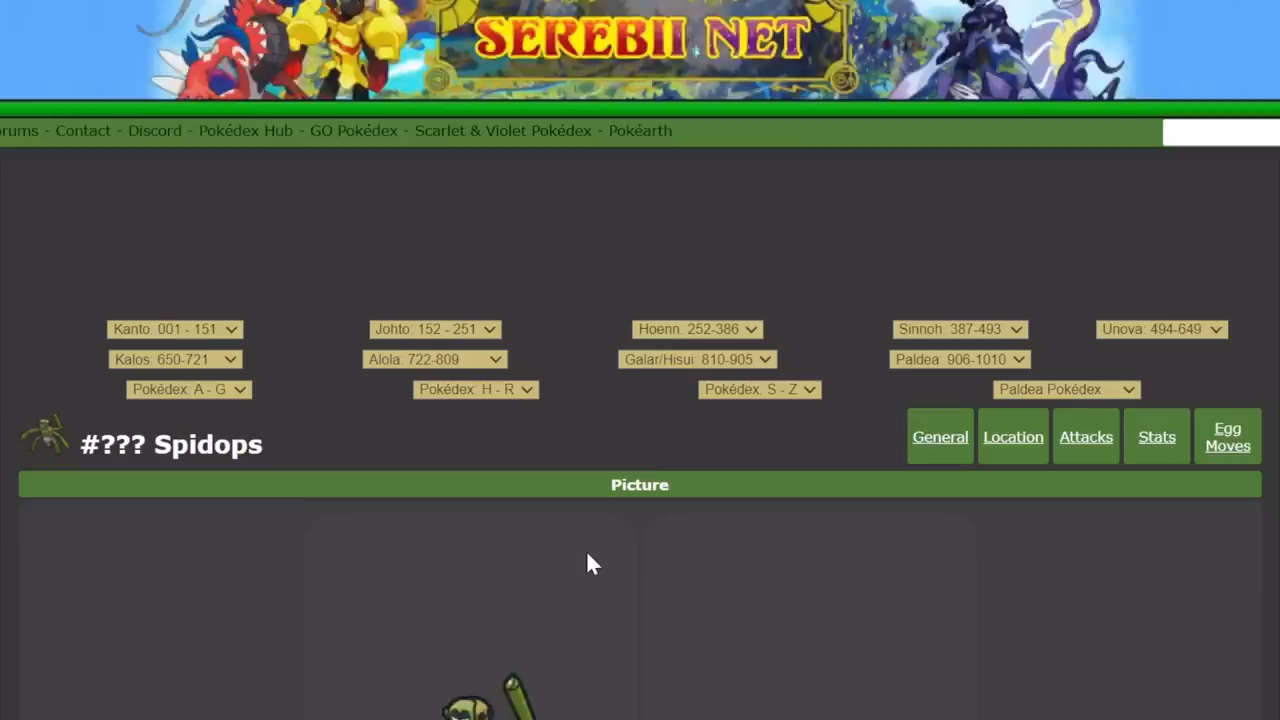 SEREBII NET
orums - Contact - Discord - Pokédex Hub - GO Pokédex - Scarlet & Violet Pokédex - Pokéarth
Kanto: 001 - 151
Johto: 152 - 251
Hoenn: 252-386
Sinnoh: 387-493
Unova: 494-649
Kalos: 650-721
Alola: 722-809
Galar/Hisui: 810-905
Paldea: 906-1010
Pokédex: A - G
Pokédex: H - R
Pokédex: S - Z
Paldea Pokédex
#??? Spidops
General
Location
Attacks
Stats
Egg
Moves
Picture